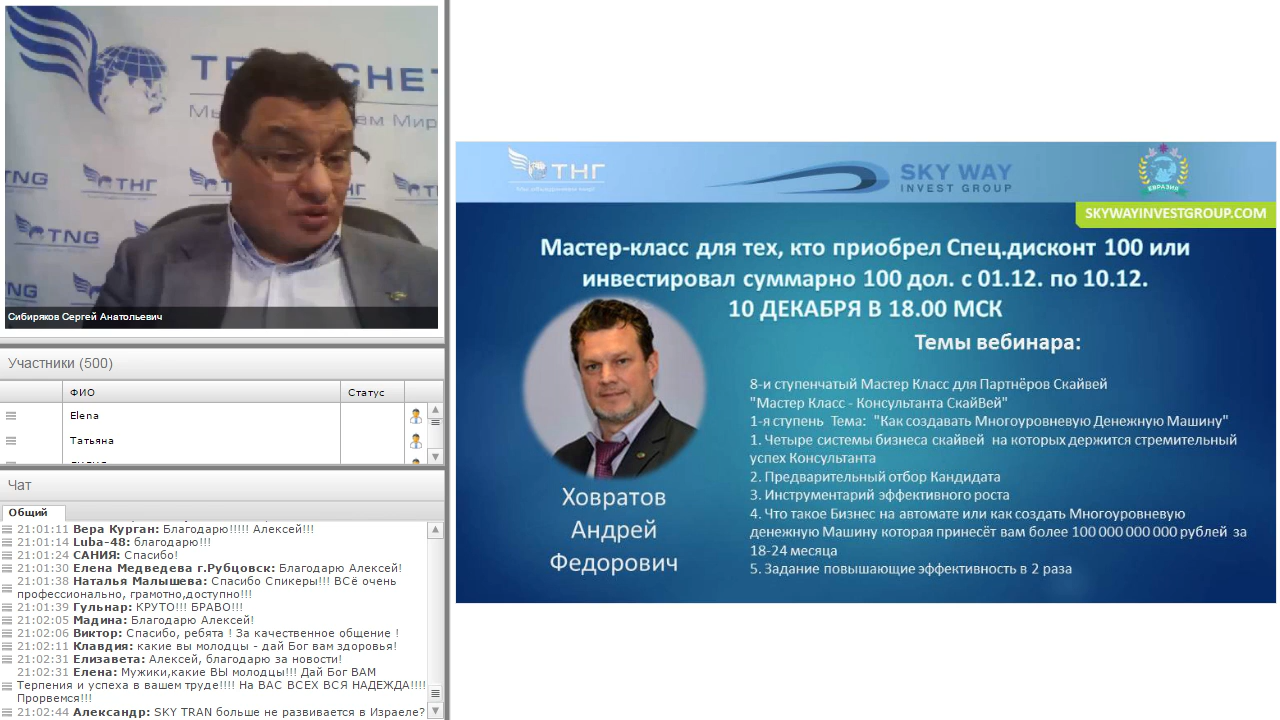 TNG
TNG
TNG
Сибиряков Сергей Анатольевич
Участники (500)
ФИО
Статус
Elena
Татьяна
Чат
Общий
21:01:11 Вера Курган: Благодарю!!!!! Алексей!!!
21:01:14 Luba-48: благодарю!!!
21:01:24 САНИЯ: Спасибо!
21:01:30 Елена Медведева г.Рубцовск: Благодарю Алексей!
21:01:38 Наталья Малышева: Спасибо Спикеры!!! ВСё очень
профессионально, грамотно,доступно!!!
21:01:39 Гульнар: КРУТО!!! БРАВО!!!
21:02:05 Мадина: Благодарю Алексей!
21:02:06 Виктор: Спасибо, ребята ! За качественное общение !
21:02:11 Клавдия: какие вы молодцы - дай Бог вам здоровья!
21:02:31 Елизавета: Алексей, благодарю за новости!
21:02:31 Елена: Мужики,какие ВЫ молодцы!!! Дай Бог ВАМ
Терпения и успеха в вашем труде!!!! На ВАС ВСЕХ ВСЯ НАДЕЖДА!!!!
Прорвемся!!!
21:02:44 Александр: SKY TRAN больше не развивается в Израеле?
ТНГ
SKY WAY
INVEST GROUP
ЕВРАЗИЯ
SKYWAYINVESTGROUP.COM
Мастер-класс для тех, кто приобрел Спец.дисконт 100 или
инвестировал суммарно 100 дол. с 01.12. по 10.12.
10 ДЕКАБРЯ В 18.00 МСК
Темы вебинара:
8-и ступенчатый Мастер Класс для Партнёров Скайвей
"Мастер Класс - Консультанта СкайВей"
1-я ступень Тема: "Как создавать Многоуровневую Денежную Машину"
1. Четыре системы бизнеса скайвей на которых держится стремительный
успех Консультанта
2. Предварительный отбор Кандидата
3. Инструментарий эффективного роста
4. Что такое Бизнес на автомате или как создать Многоуровневую
денежную Машину которая принесёт вам более 100 000 000 000 рублей за
18-24 месяца
5. Задание повышающие эффективность в 2 раза
Ховратов
Андрей
Федорович